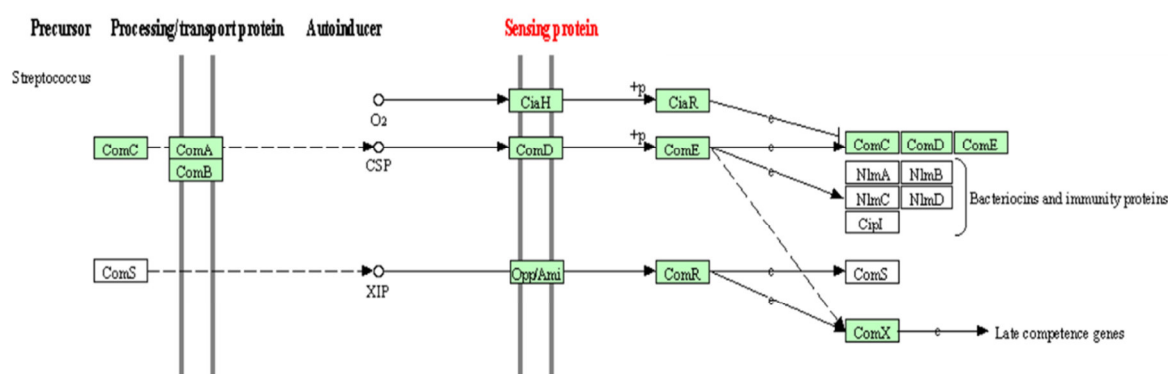 Precursor Processing/transport protein Autoinducer Sensing protein
Streptococcus
O2 CiaH +p CiaR e
ComC ComA CSP ComD +p ComE e ComC ComD ComE
ComB
e NlmA NlmB
NlmC NlmD Bacteriocins and immunity proteins
CipI
ComS XIP Opp/Ami ComR e ComS
e
ComX e Late competence genes